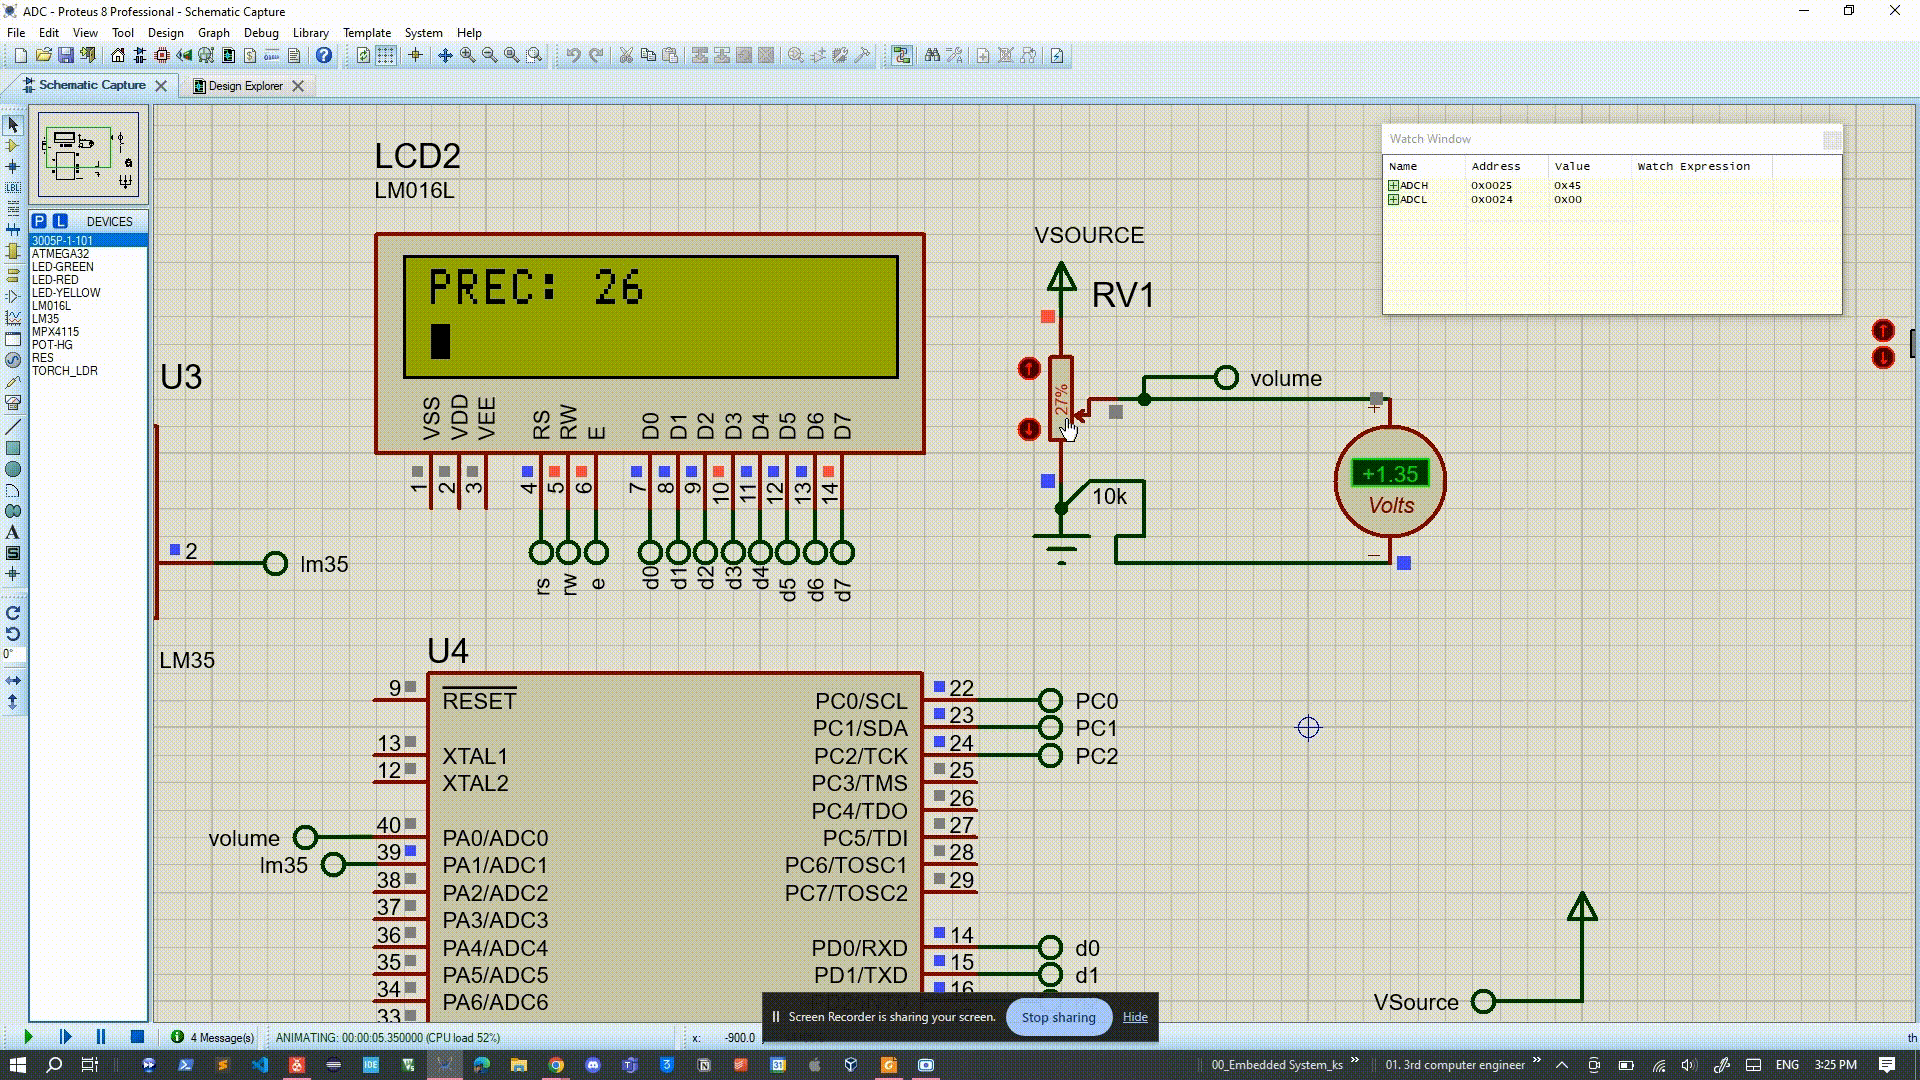 ADC - Proteus 8 Professional - Schematic Capture
File Edit View Tool Design Graph Debug Library Template System Help
Schematic Capture
Design Explorer
P L DEVICES
3005P-1-101
ATMEGA32
LED-GREEN
LED-RED
LED-YELLOW
LM016L
LM35
MPX4115
POT-HG
RES
TORCH_LDR
LBL
A
S
0°
LCD2
LM016L
PREC: 26
VSS VDD VEE RS RW E D0 D1 D2 D3 D4 D5 D6 D7
1 2 3 4 5 6 7 8 9 10 11 12 13 14
rs rw e d0 d1 d2 d3 d4 d5 d6 d7
U3
2
lm35
LM35
VSOURCE
RV1
27%
10k
volume
+
+1.35
Volts
−
Watch Window
Name Address Value Watch Expression
ADCH 0x0025 0x45
ADCL 0x0024 0x00
U4
9 RESET
13 XTAL1
12 XTAL2
volume 40 PA0/ADC0
lm35 39 PA1/ADC1
38 PA2/ADC2
37 PA3/ADC3
36 PA4/ADC4
35 PA5/ADC5
34 PA6/ADC6
33
PC0/SCL 22 PC0
PC1/SDA 23 PC1
PC2/TCK 24 PC2
PC3/TMS 25
PC4/TDO 26
PC5/TDI 27
PC6/TOSC1 28
PC7/TOSC2 29
PD0/RXD 14 d0
PD1/TXD 15 d1
16
VSource
Screen Recorder is sharing your screen. Stop sharing Hide
4 Message(s) ANIMATING: 00:00:05.350000 (CPU load 52%) x: -900.0 th
IDE
00_Embedded System_ks 01. 3rd computer engineer ENG 3:25 PM